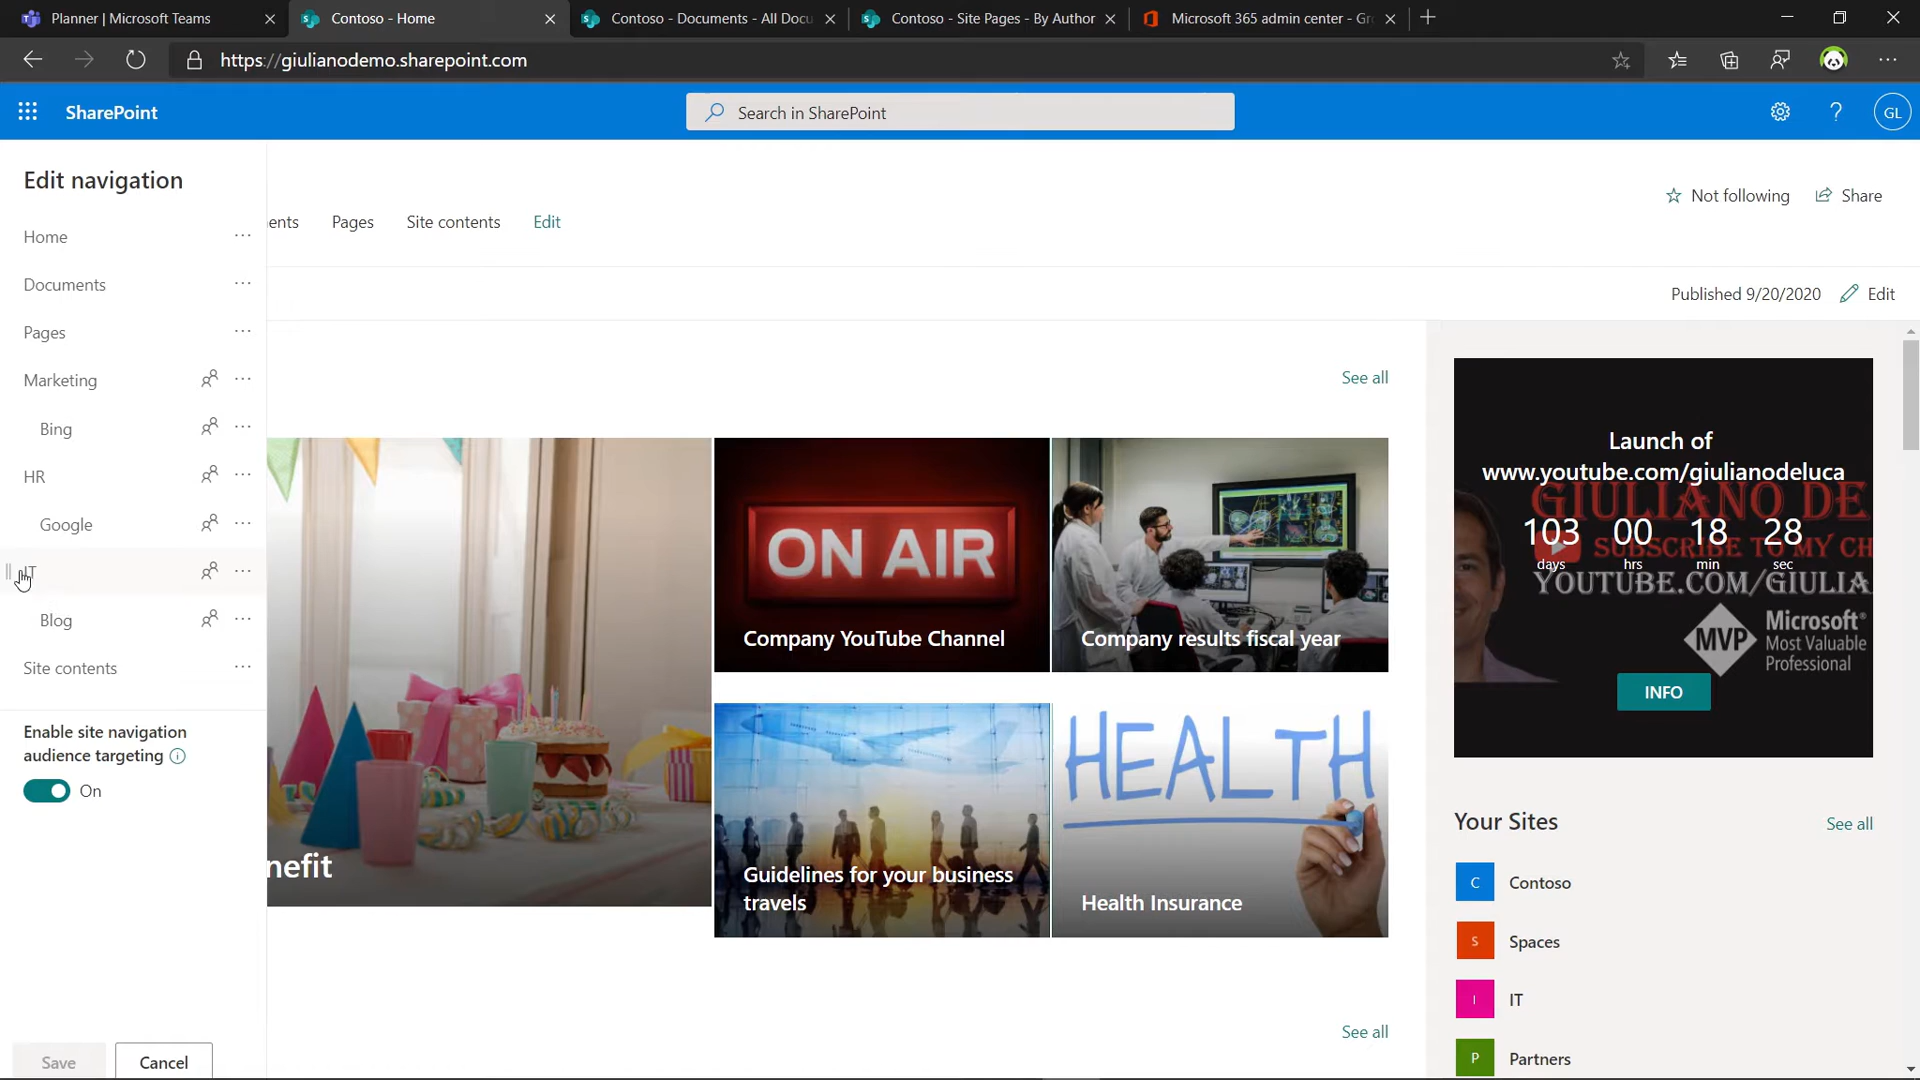 Planner | Microsoft Teams
Contoso - Home
Contoso - Documents - All Docu
Contoso - Site Pages - By Author
Microsoft 365 admin center - Gr
https://giulianodemo.sharepoint.com
SharePoint
Search in SharePoint
?
GL
Edit navigation
Home
Documents
Pages
Marketing
Bing
HR
Google
IT
Blog
Site contents
Enable site navigation
audience targeting
On
Save
Cancel
ents
Pages
Site contents
Edit
Not following
Share
Published 9/20/2020
Edit
See all
nefit
ON AIR
Company YouTube Channel
Company results fiscal year
Guidelines for your business
travels
HEALTH
Health Insurance
See all
Launch of
www.youtube.com/giulianodeluca
GIULIANO DE
103 00 18 28
SUBSCRIBE TO MY CH
days hrs min sec
YOUTUBE.COM/GIULIA
MVP
Microsoft®
Most Valuable
Professional
INFO
Your Sites
See all
C
Contoso
S
Spaces
I
IT
P
Partners